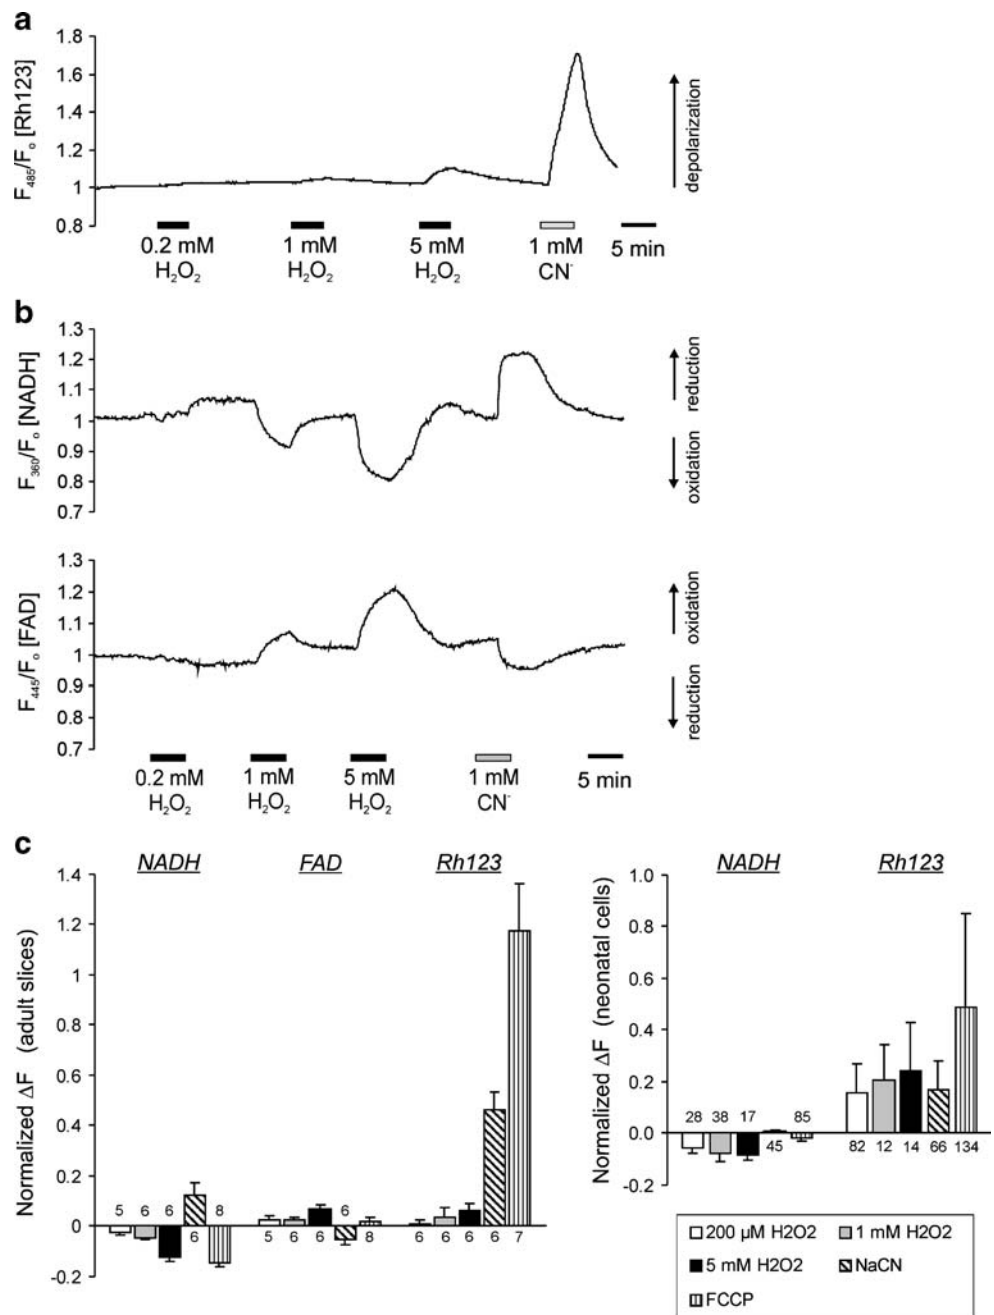 a
1.8
1.6
1.4
1.2
1
0.8
F485/Fo [Rh123]
depolarization
0.2 mM
H2O2
1 mM
H2O2
5 mM
H2O2
1 mM
CN-
5 min
b
1.3
1.2
1.1
1
0.9
0.8
0.7
F360/Fo [NADH]
reduction
oxidation
1.3
1.2
1.1
1
0.9
0.8
0.7
F445/Fo [FAD]
oxidation
reduction
0.2 mM
H2O2
1 mM
H2O2
5 mM
H2O2
1 mM
CN-
5 min
c
NADH
FAD
Rh123
1.4
1.2
1
0.8
0.6
0.4
0.2
0
-0.2
Normalized ΔF (adult slices)
5 6 6 6 8
5 6 6 6 8
6 6 6 6 7
NADH
Rh123
1.0
0.8
0.6
0.4
0.2
0.0
-0.2
Normalized ΔF (neonatal cells)
28 38 17 45 85
82 12 14 66 134
200 µM H2O2
1 mM H2O2
5 mM H2O2
NaCN
FCCP